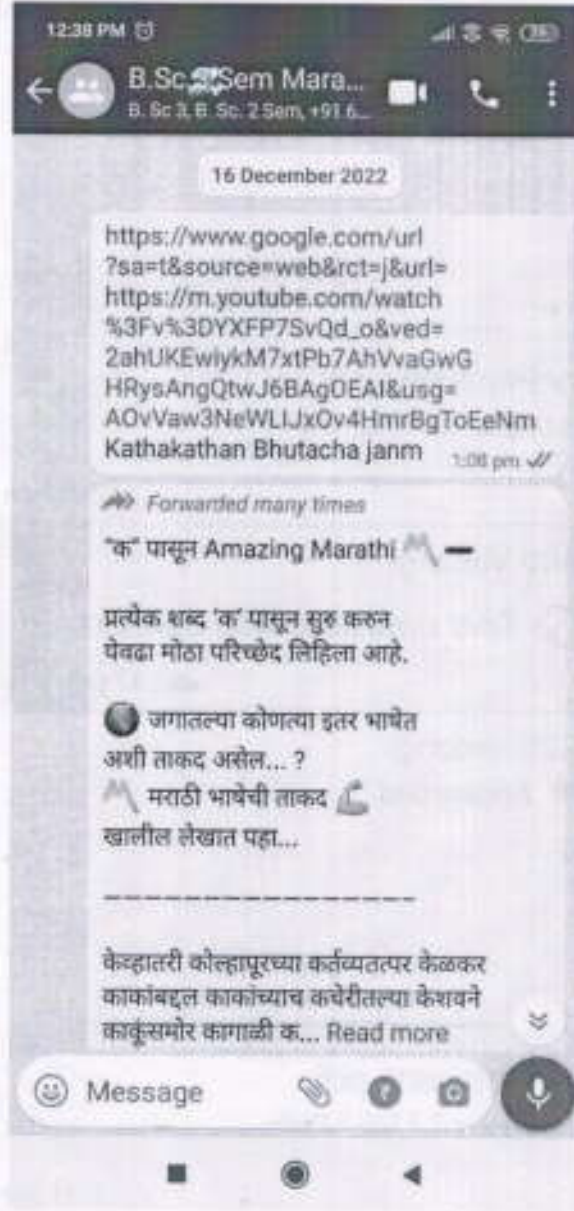 12:38 PM
B.Sc. Sem Mara...
B. Sc 3, B. Sc. 2 Sem, +91 6...
16 December 2022
https://www.google.com/url
?sa=t&source=web&rct=j&url=
https://m.youtube.com/watch
%3Fv%3DYXFP7SvQd_o&ved=
2ahUKEwiykM7xtPb7AhVvaGwG
HRysAngQtwJ6BAgOEAI&usg=
AOvVaw3NeWLIJxOv4HmrBgToEeNm
Kathakathan Bhutacha janm
1:08 pm
Forwarded many times
"क" पासून Amazing Marathi
प्रत्येक शब्द 'क' पासून सुरु करुन
येवढा मोठा परिच्छेद लिहिला आहे.
जगातल्या कोणत्या इतर भाषेत
अशी ताकद असेल... ?
मराठी भाषेची ताकद
खालील लेखात पहा...
----------------
केव्हातरी कोल्हापूरच्या कर्तव्यतत्पर केळकर
काकांबद्दल काकांच्याच कचेरीतल्या केशवने
काकूंसमोर कागाळी क... Read more
Message